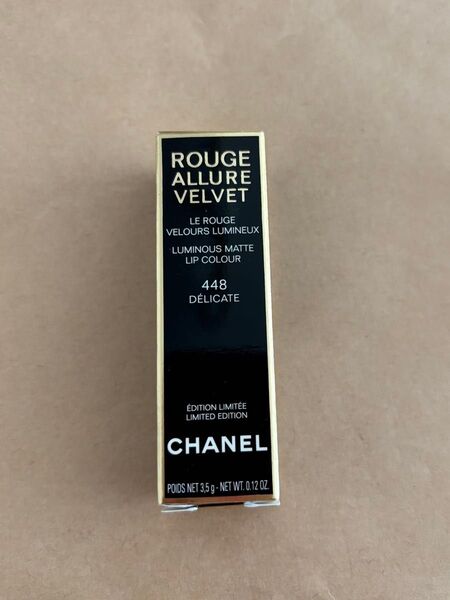 ROUGE
ALLURE
VELVET
LE ROUGE
VELOURS LUMINEUX
LUMINOUS MATTE
LIP COLOUR
448
DÉLICATE
ÉDITION LIMITÉE
LIMITED EDITION
CHANEL
POIDS NET 3,5 g - NET WT. 0.12 OZ.